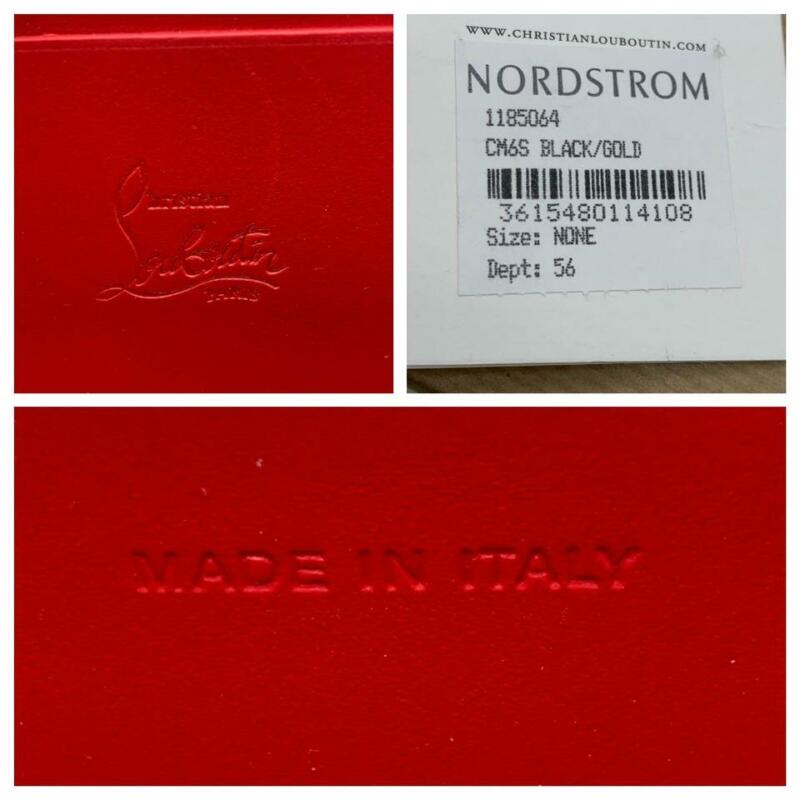 Christian
Louboutin
PARIS
WWW.CHRISTIANLOUBOUTIN.COM
NORDSTROM
1185064
CM6S BLACK/GOLD
3615480114108
Size: NONE
Dept: 56
MADE IN ITALY